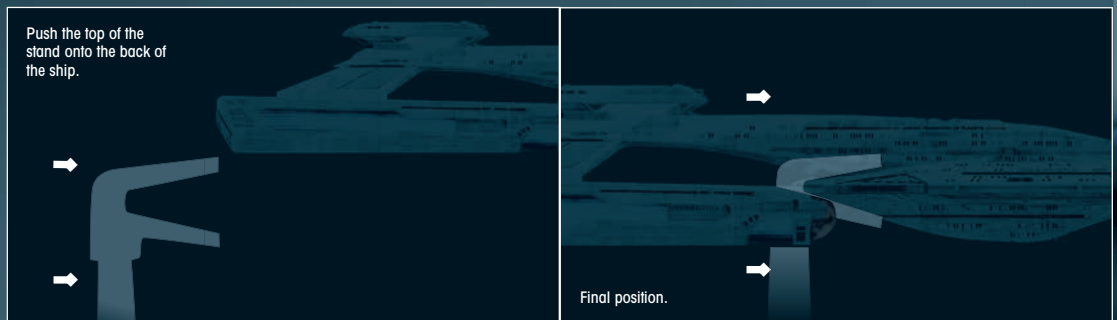 Push the top of the
stand onto the back of
the ship.
Final position.